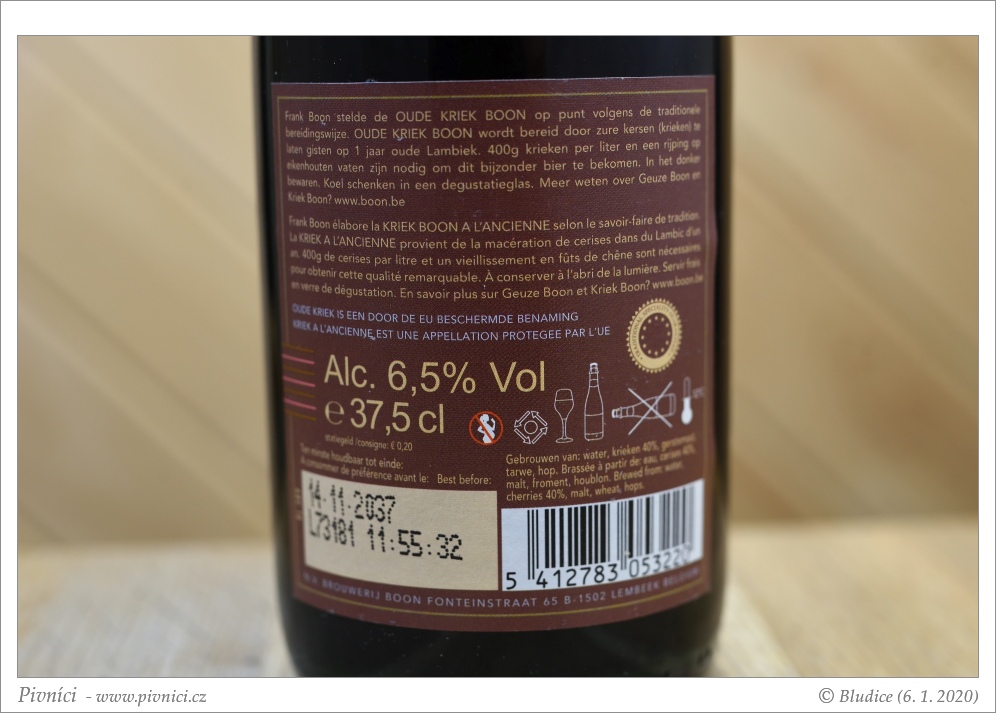 Frank Boon stelde de OUDE KRIEK BOON op punt volgens de traditionele
bereidingswijze. OUDE KRIEK BOON wordt bereid door zure kersen (krieken) te
laten gisten op 1 jaar oude Lambiek. 400g krieken per liter en een rijping op
eikenhouten vaten zijn nodig om dit bijzonder bier te bekomen. In het donker
bewaren. Koel schenken in een degustatieglas. Meer weten over Geuze Boon en
Kriek Boon? www.boon.be
Frank Boon élabore la KRIEK BOON A L'ANCIENNE selon le savoir-faire de tradition.
La KRIEK A L'ANCIENNE provient de la macération de cerises dans du Lambic d'un
an. 400g de cerises par litre et un vieillissement en fûts de chêne sont nécessaires
pour obtenir cette qualité remarquable. À conserver à l'abri de la lumière. Servir frais
en verre de dégustation. En savoir plus sur Geuze Boon et Kriek Boon? www.boon.be
OUDE KRIEK IS EEN DOOR DE EU BESCHERMDE BENAMING
KRIEK A L'ANCIENNE EST UNE APPELLATION PROTEGEE PAR L'UE
Alc. 6,5% Vol
℮ 37,5 cl
statiegeld /consigne: € 0,20
Ten minste houdbaar tot einde:
A consommer de préférence avant le: Best before:
14-11-2037
L73181 11:55:32
Gebrouwen van: water, krieken 40%, gerstemout
tarwe, hop. Brassée à partir de: eau, cerises 40%,
malt, froment, houblon. Brewed from: water,
cherries 40%, malt, wheat, hops.
5 412783 053220
N.V. BROUWERIJ BOON FONTEINSTRAAT 65 B-1502 LEMBEEK BELGIUM
Pivníci - www.pivnici.cz
© Bludice (6. 1. 2020)